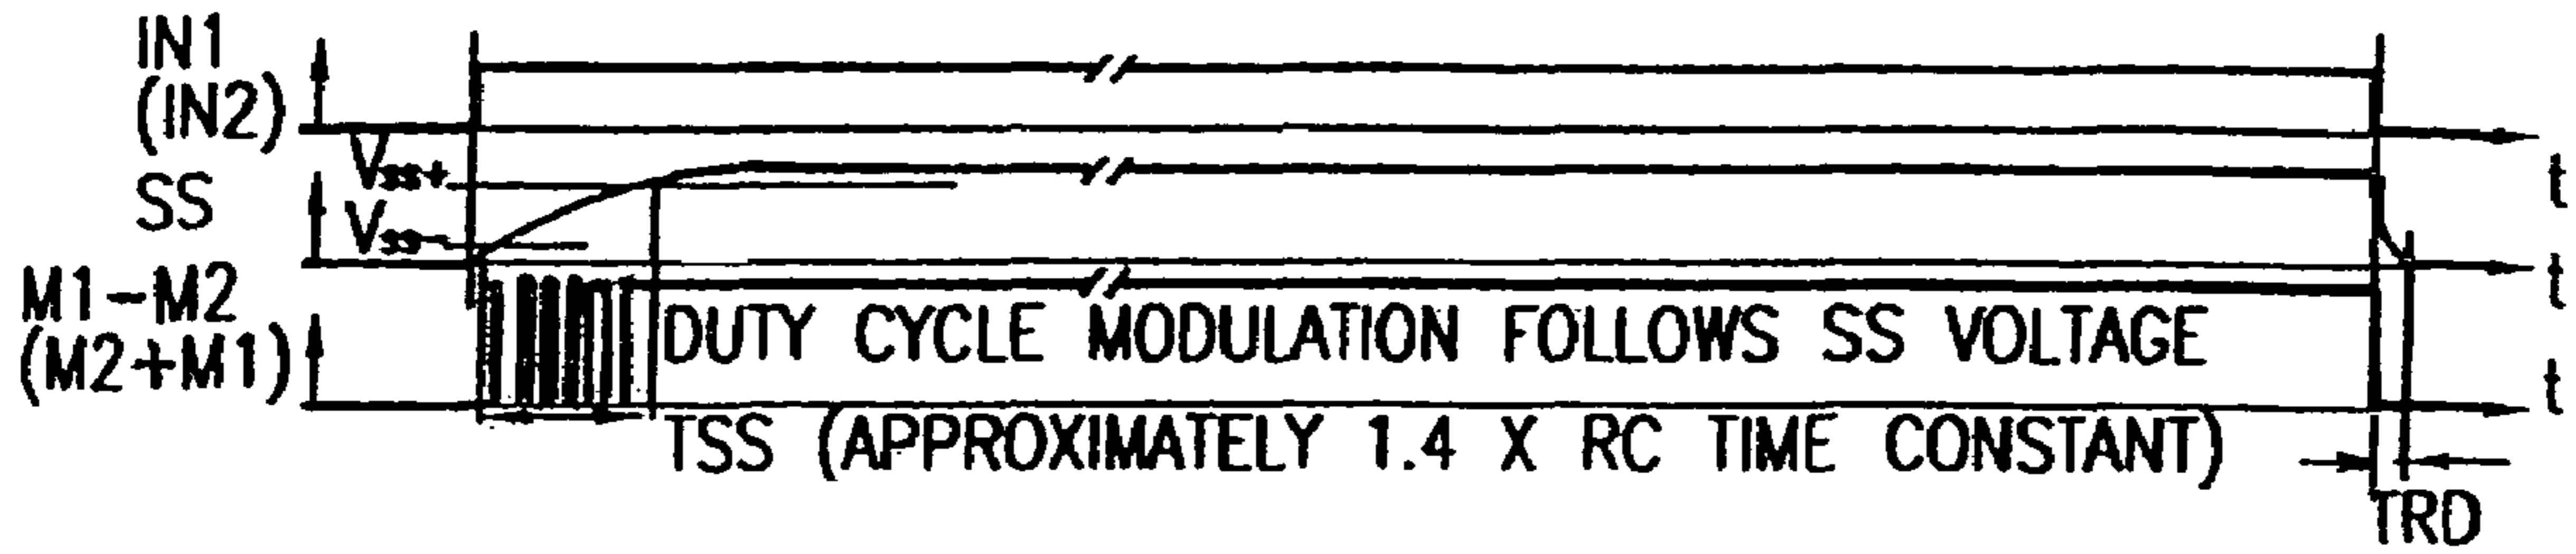 IN1
(IN2)
Vss+
SS
Vss-
t
M1-M2
(M2+M1)
t
DUTY CYCLE MODULATION FOLLOWS SS VOLTAGE
t
TSS (APPROXIMATELY 1.4 X RC TIME CONSTANT)
TRD